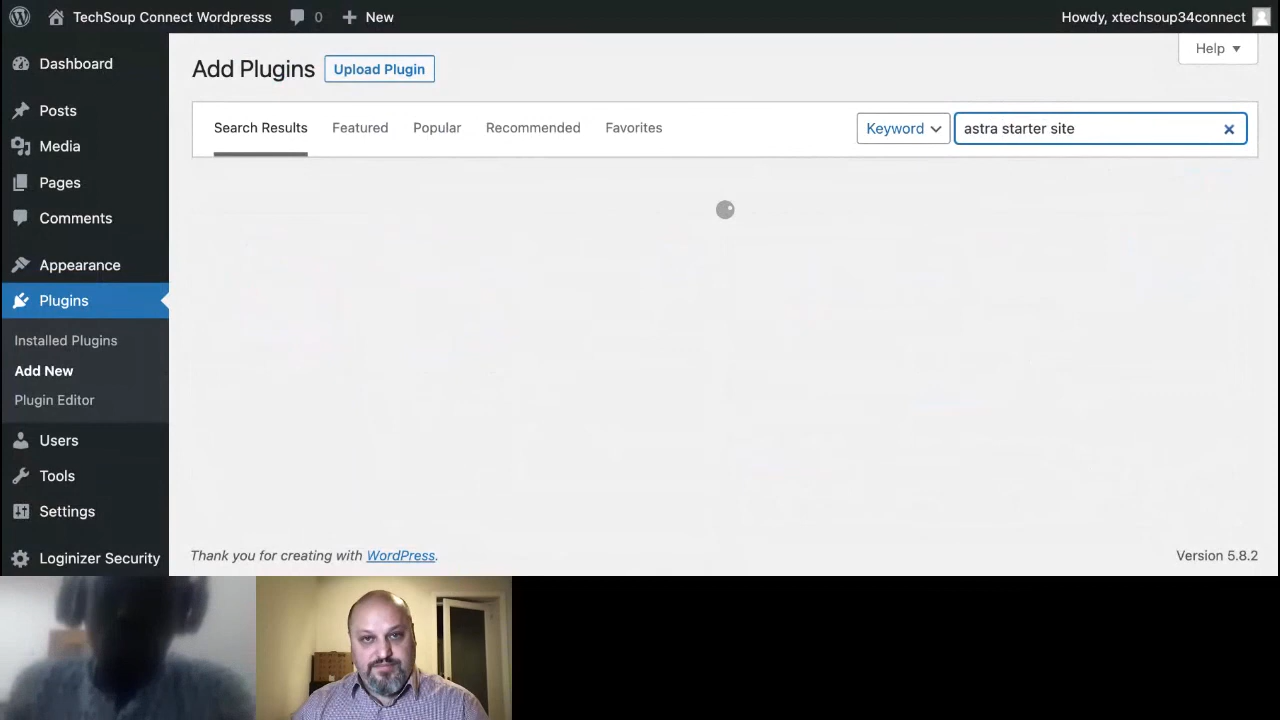 TechSoup Connect Wordpresss 0 New Howdy, xtechsoup34connect
Help
Dashboard
Posts
Media
Pages
Comments
Appearance
Plugins
Installed Plugins
Add New
Plugin Editor
Users
Tools
Settings
Loginizer Security
Add Plugins Upload Plugin
Search Results Featured Popular Recommended Favorites Keyword astra starter site
Thank you for creating with WordPress. Version 5.8.2